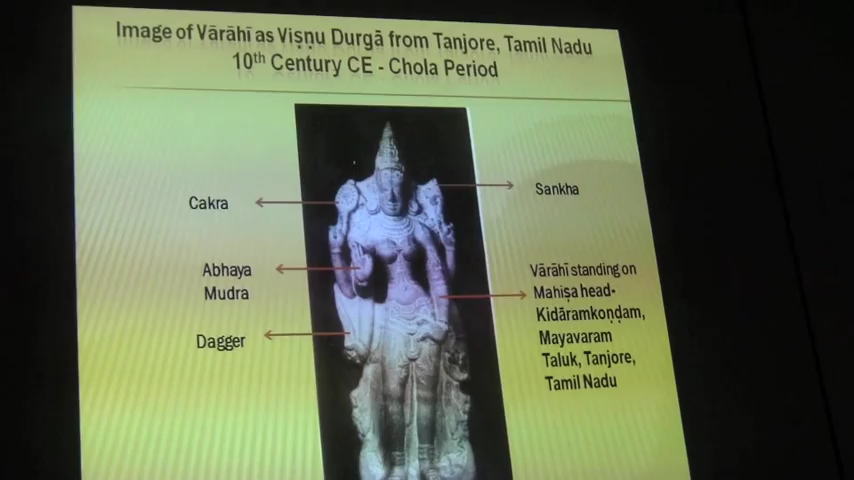 Image of Vārāhī as Viṣṇu Durgā from Tanjore, Tamil Nadu
10th Century CE - Chola Period
Cakra
Sankha
Abhaya
Mudra
Dagger
Vārāhī standing on
Mahiṣa head-
Kidāramkoṇḍam,
Mayavaram
Taluk, Tanjore,
Tamil Nadu